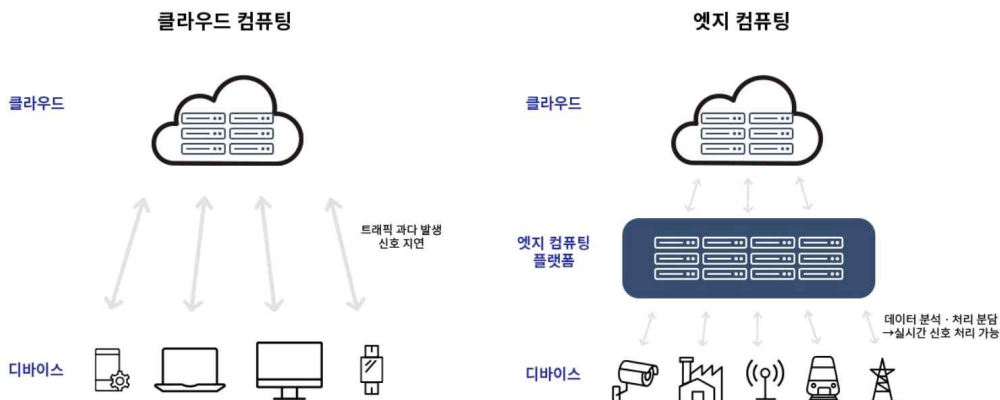 클라우드 컴퓨팅
클라우드
트래픽 과다 발생
신호 지연
디바이스
엣지 컴퓨팅
클라우드
엣지 컴퓨팅
플랫폼
데이터 분석 · 처리 분담
→실시간 신호 처리 가능
디바이스